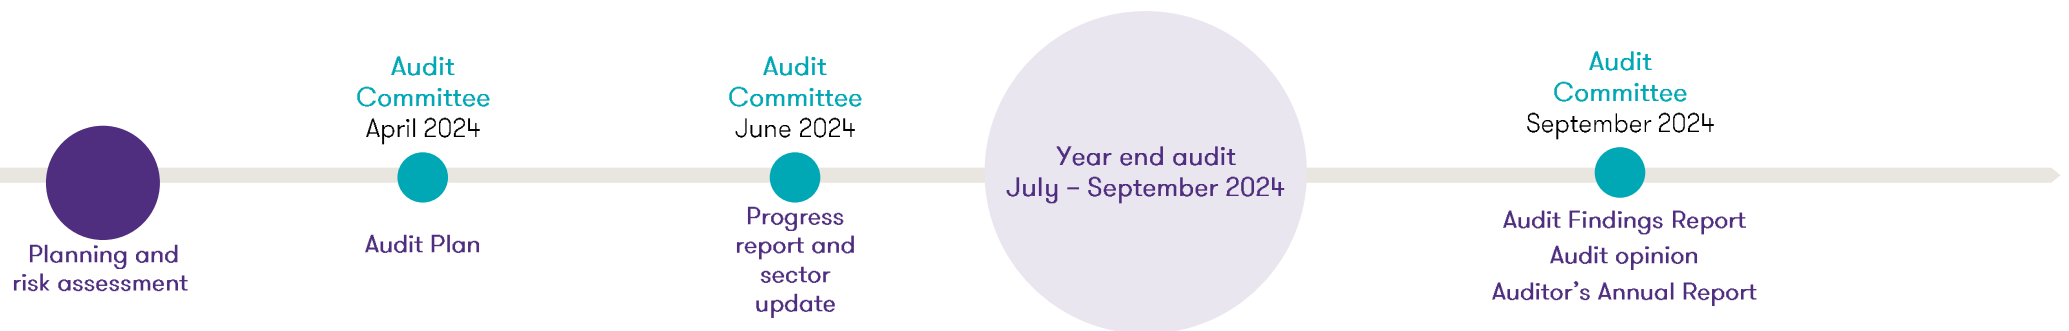 Planning and
risk assessment
Audit
Committee
April 2024
Audit Plan
Audit
Committee
June 2024
Progress
report and
sector
update
Year end audit
July – September 2024
Audit
Committee
September 2024
Audit Findings Report
Audit opinion
Auditor’s Annual Report